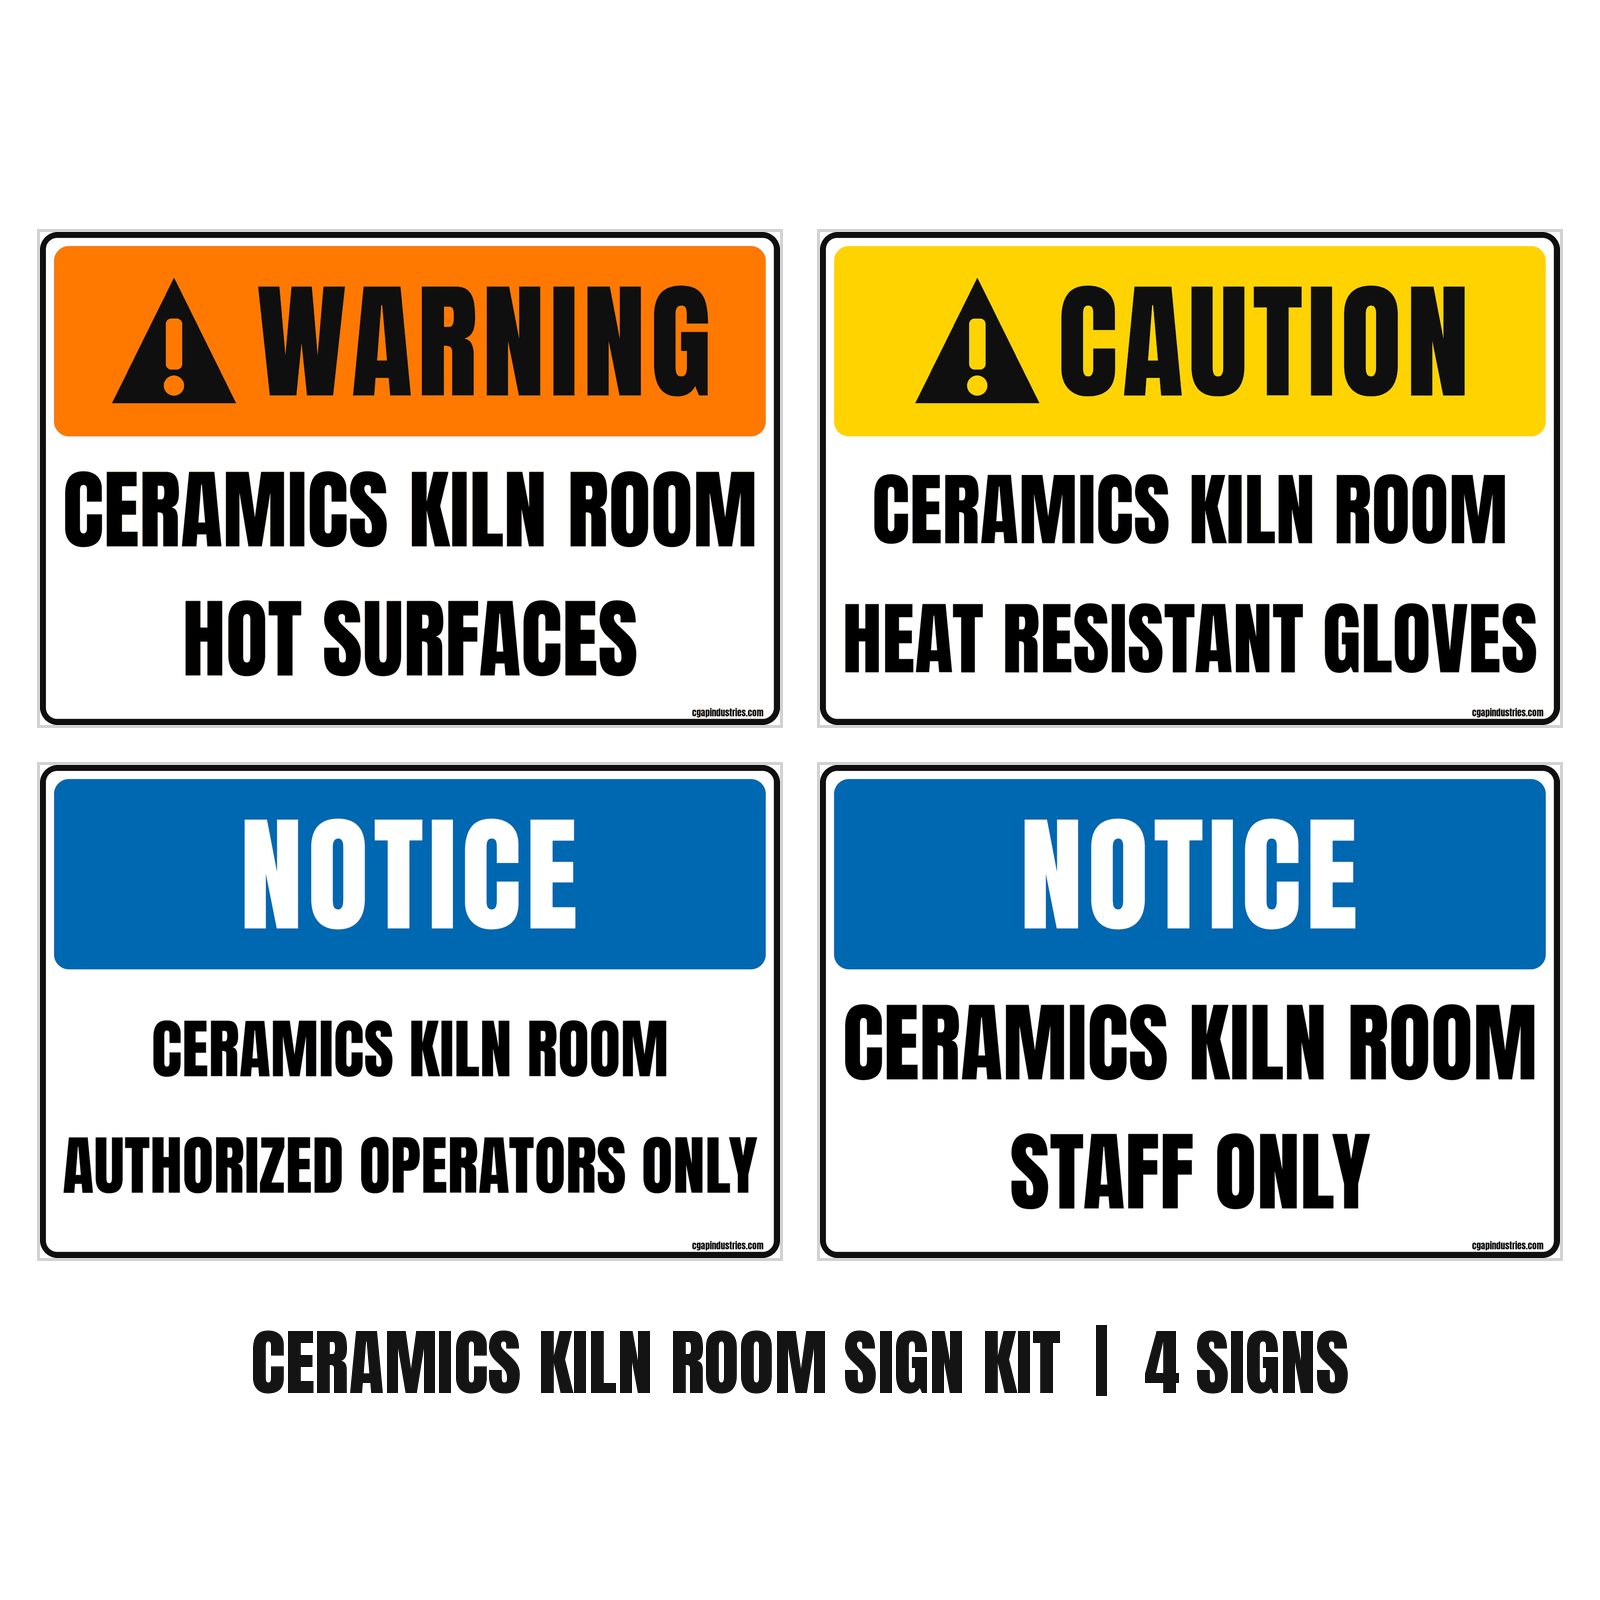 WARNING
CERAMICS KILN ROOM
HOT SURFACES
cgapindustries.com
CAUTION
CERAMICS KILN ROOM
HEAT RESISTANT GLOVES
cgapindustries.com
NOTICE
CERAMICS KILN ROOM
AUTHORIZED OPERATORS ONLY
cgapindustries.com
NOTICE
CERAMICS KILN ROOM
STAFF ONLY
cgapindustries.com
CERAMICS KILN ROOM SIGN KIT | 4 SIGNS